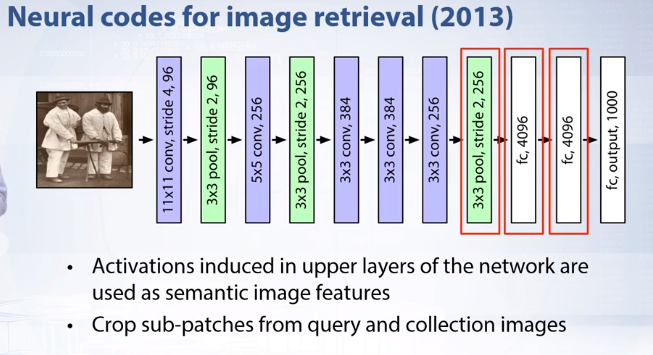 Neural codes for image retrieval (2013)
11x11 conv, stride 4, 96
3x3 pool, stride 2, 96
5x5 conv, 256
3x3 pool, stride 2, 256
3x3 conv, 384
3x3 conv, 384
3x3 conv, 256
3x3 pool, stride 2, 256
fc, 4096
fc, 4096
fc, output, 1000
• Activations induced in upper layers of the network are
used as semantic image features
• Crop sub-patches from query and collection images